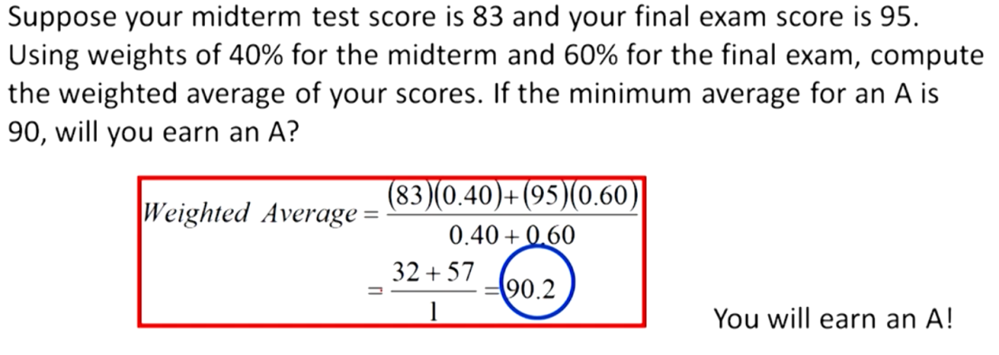 Suppose your midterm test score is 83 and your final exam score is 95.
Using weights of 40% for the midterm and 60% for the final exam, compute
the weighted average of your scores. If the minimum average for an A is
90, will you earn an A?
Weighted Average = (83)(0.40)+(95)(0.60)
0.40 + 0.60
= 32 + 57 = 90.2
1
You will earn an A!